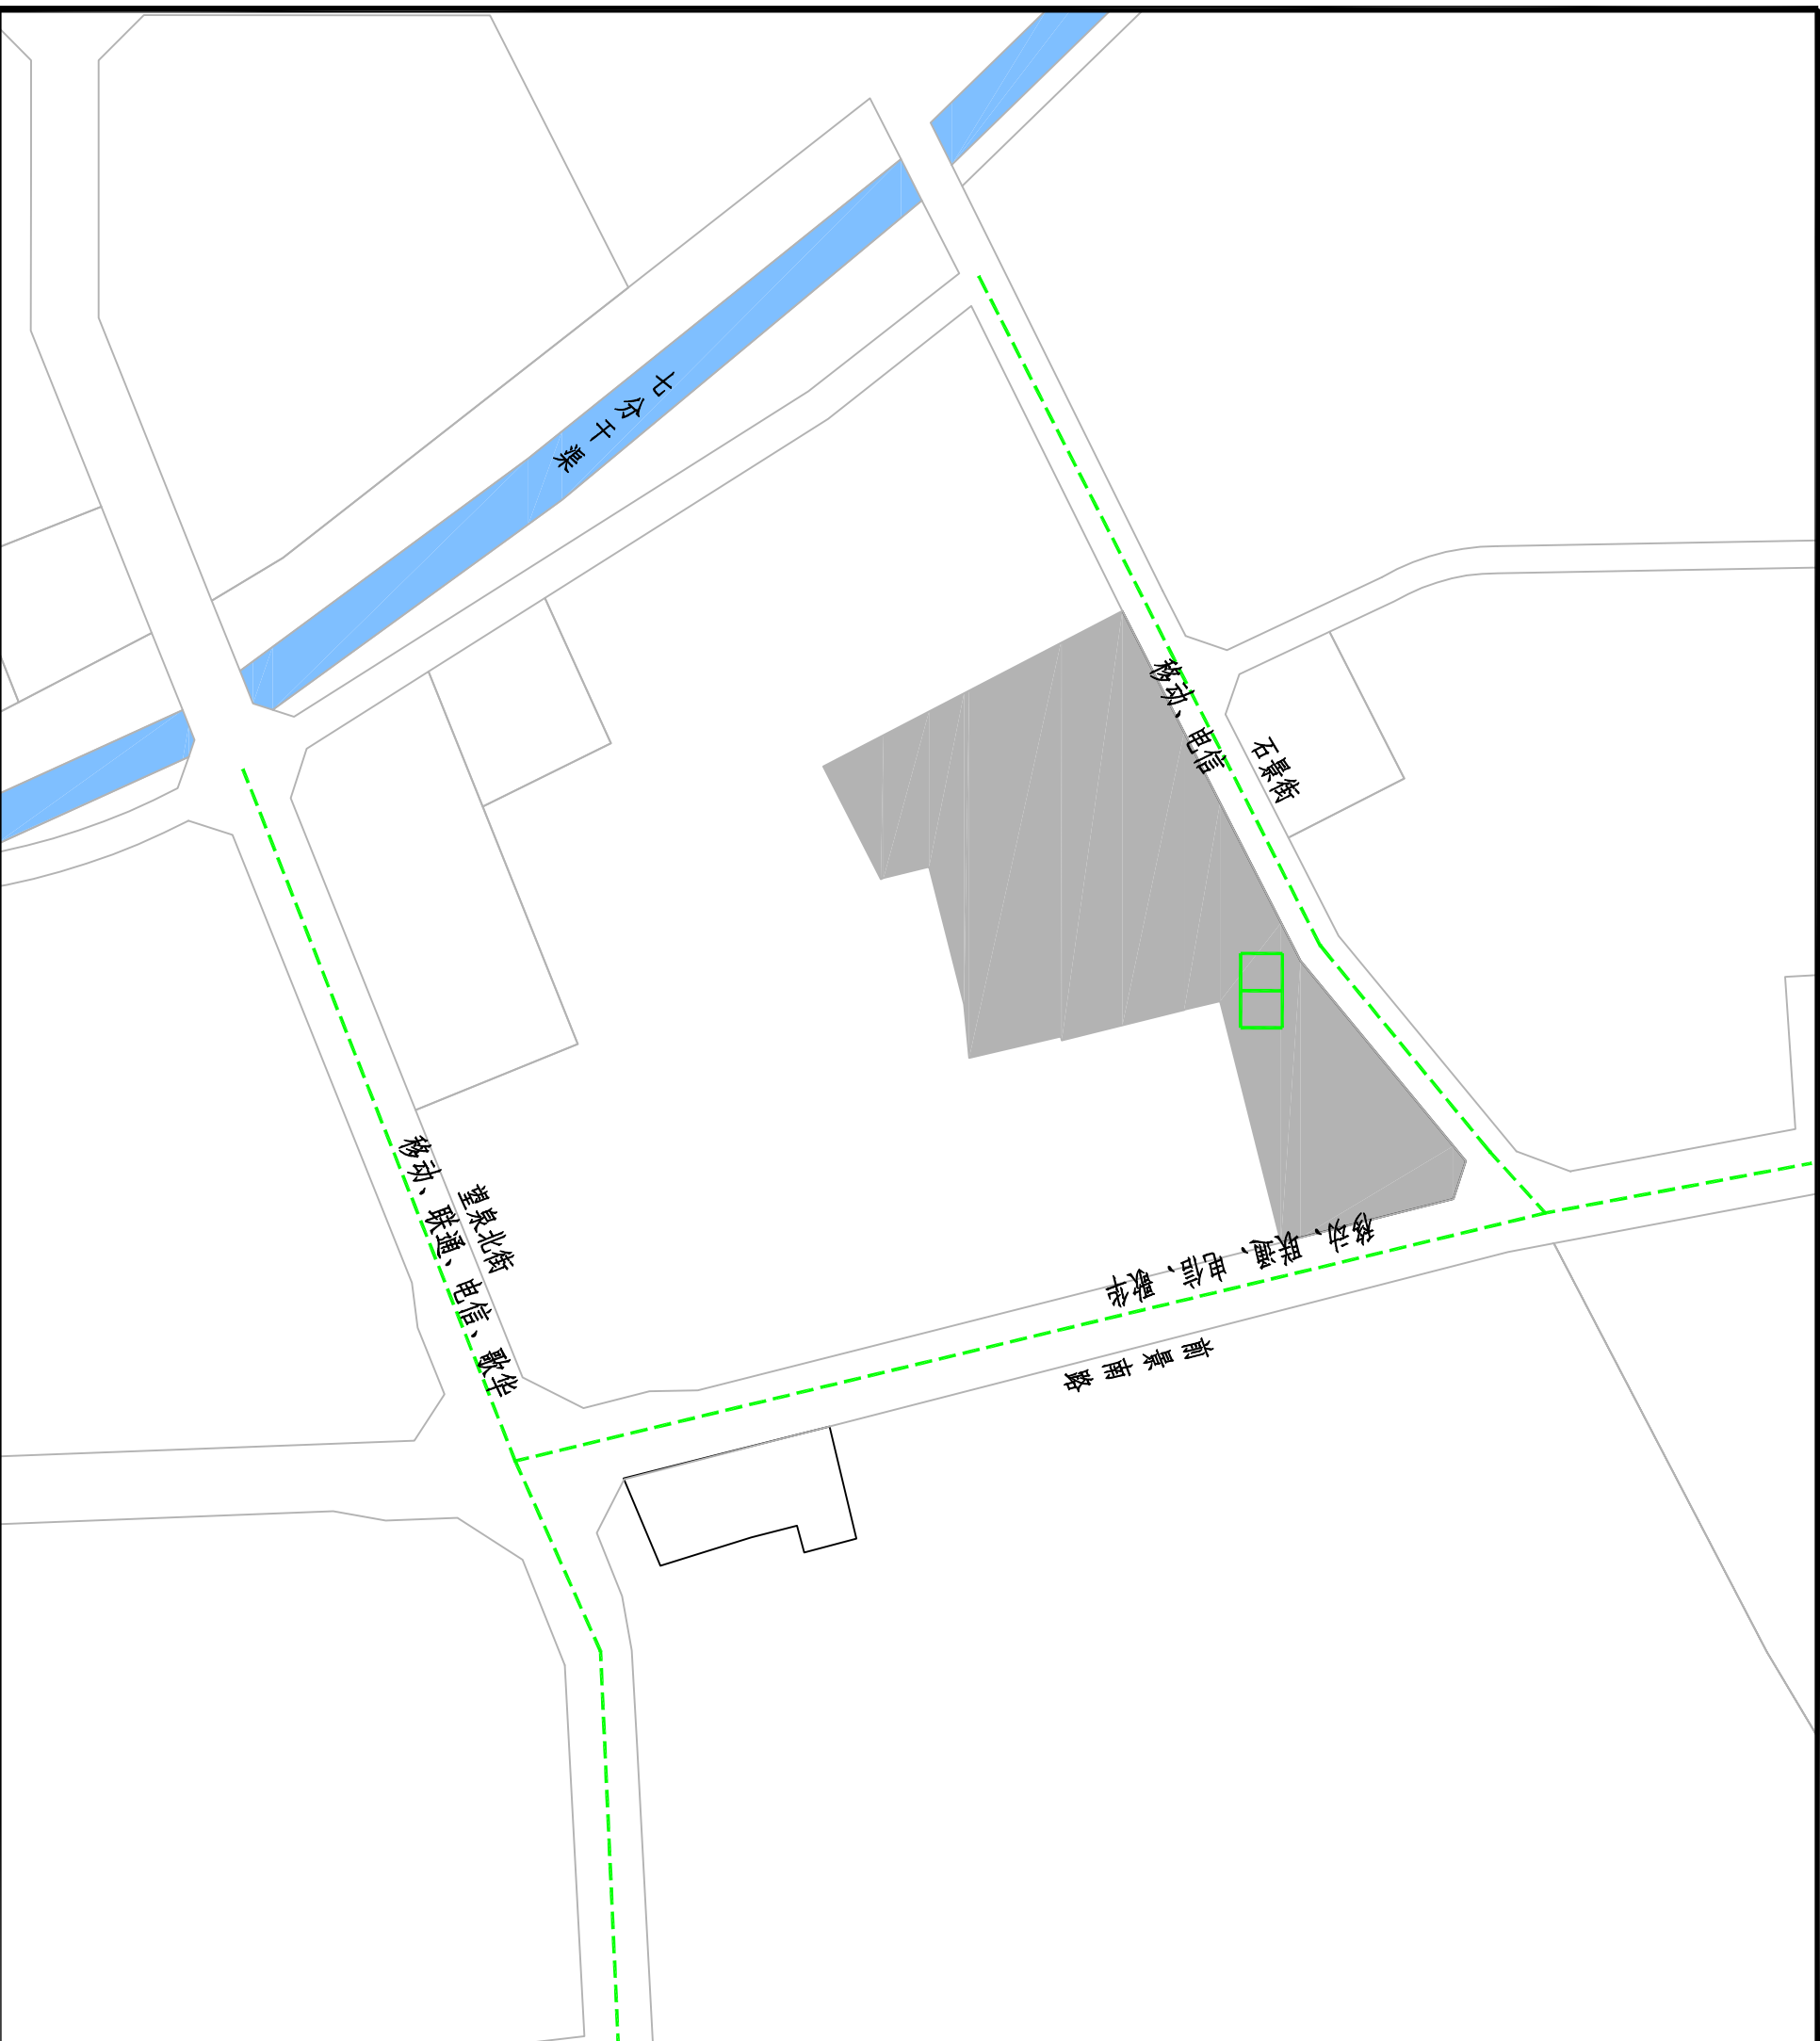 七分干渠
移动、电信
石景街
移动、联通、电信、歌华
望泉北街
移动、联通、电信、歌华
前景南路